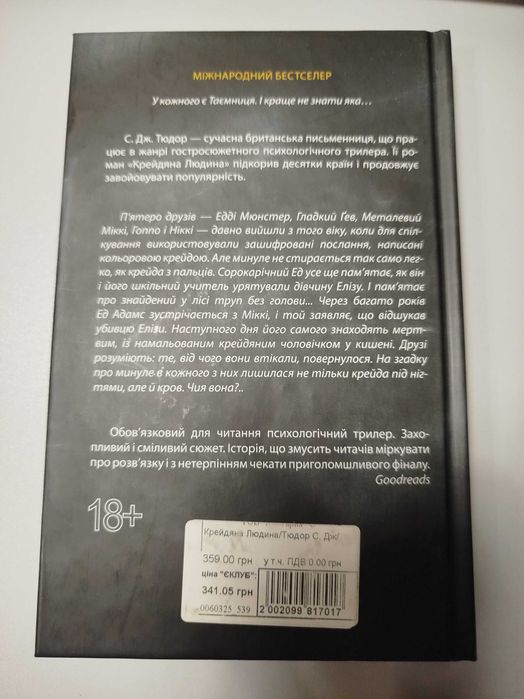 МІЖНАРОДНИЙ БЕСТСЕЛЕР
У кожного є Таємниця. І краще не знати яка...
С. Дж. Тюдор — сучасна британська письменниця, що пра-
цює в жанрі гостросюжетного психологічного трилера. Її ро-
ман «Крейдяна Людина» підкорив десятки країн і продовжує
завойовувати популярність.
П'ятеро друзів — Едді Мюнстер, Гладкий Ґев, Металевий
Міккі, Гоппо і Ніккі — давно вийшли з того віку, коли для спіл-
кування використовували зашифровані послання, написані
кольоровою крейдою. Але минуле не стирається так само лег-
ко, як крейда з пальців. Сорокарічний Ед усе ще пам'ятає, як він
і його шкільний учитель урятували дівчину Елізу. І пам'ятає
про знайдений у лісі труп без голови... Через багато років
Ед Адамс зустрічається з Міккі, і той заявляє, що відшукав
убивцю Елізи. Наступного дня його самого знаходять мерт-
вим, із намальованим крейдяним чоловічком у кишені. Друзі
розуміють: те, від чого вони втікали, повернулося. На згадку
про минуле в кожного з них лишилася не тільки крейда під ніг-
тями, але й кров. Чия вона?..
Обов'язковий для читання психологічний трилер. Захо-
пливий і сміливий сюжет. Історія, що змусить читачів міркувати
про розв'язку і з нетерпінням чекати приголомшливого фіналу.
Goodreads
18+
Крейдяна Людина/Тюдор С. Дж/
359.00 грн у т.ч. ПДВ 0.00 грн
ціна "ЄКЛУБ":
341.05 грн
0060325 539
2 002099 817017